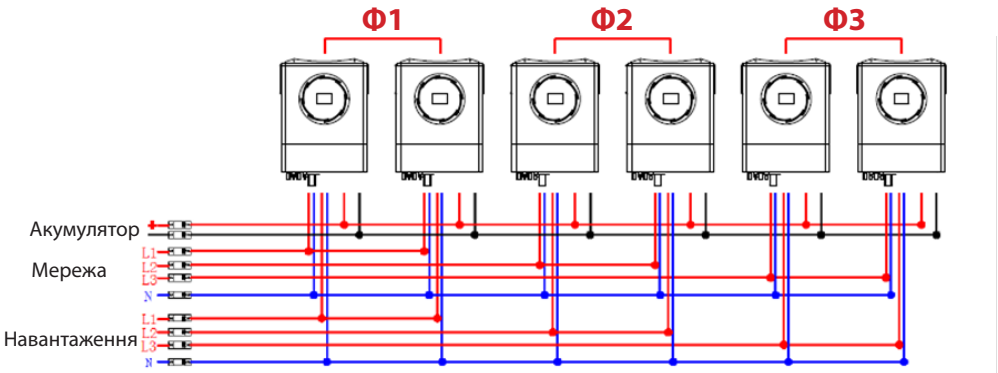 Ф1 Ф2 Ф3
Акумулятор +
−
L1
Мережа L2
L3
N
L1
Навантаження L2
L3
N